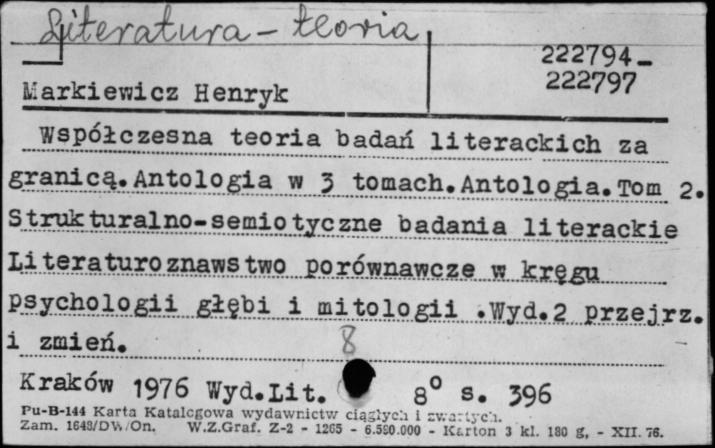 Literatura - teoria
222794-
222797
Markiewicz Henryk
Współczesna teoria badań literackich za
granicą. Antologia w 3 tomach. Antologia. Tom 2.
Strukturalno-semiotyczne badania literackie
Literaturoznawstwo porównawcze w kręgu
psychologii głębi i mitologii .Wyd.2 przejrz.
i zmień.
8
Kraków 1976 Wyd.Lit. 8° s. 396
Pu-B-144 Karta Katalogowa wydawnictw ciągłych i zwartych.
Zam. 1648/DW/On. W.Z.Graf. Z-2 - 1265 - 6.590.000 - Karton 3 kl. 180 g, - XII. 76.